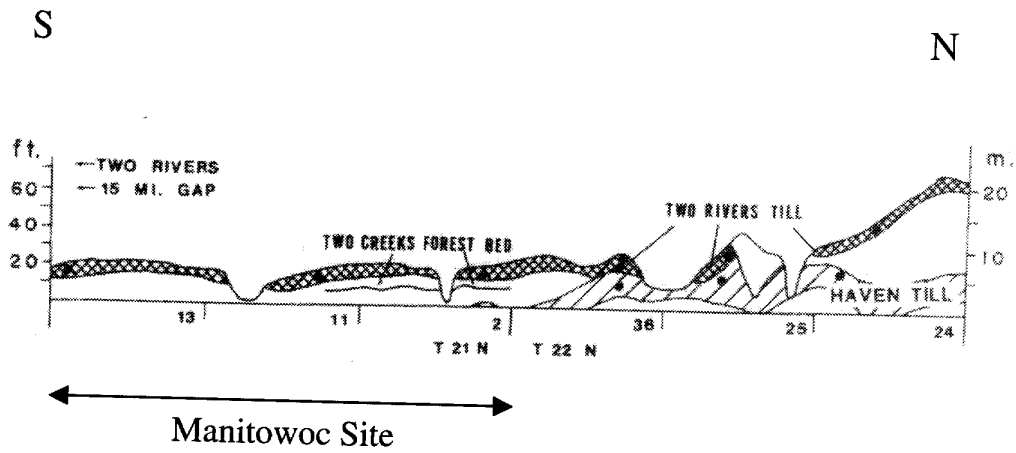 S
N
ft.
m.
←TWO RIVERS
←15 MI. GAP
60
40
20
20
10
TWO RIVERS TILL
TWO CREEKS FOREST BED
HAVEN TILL
13
11
2
36
25
24
T 21 N
T 22 N
Manitowoc Site